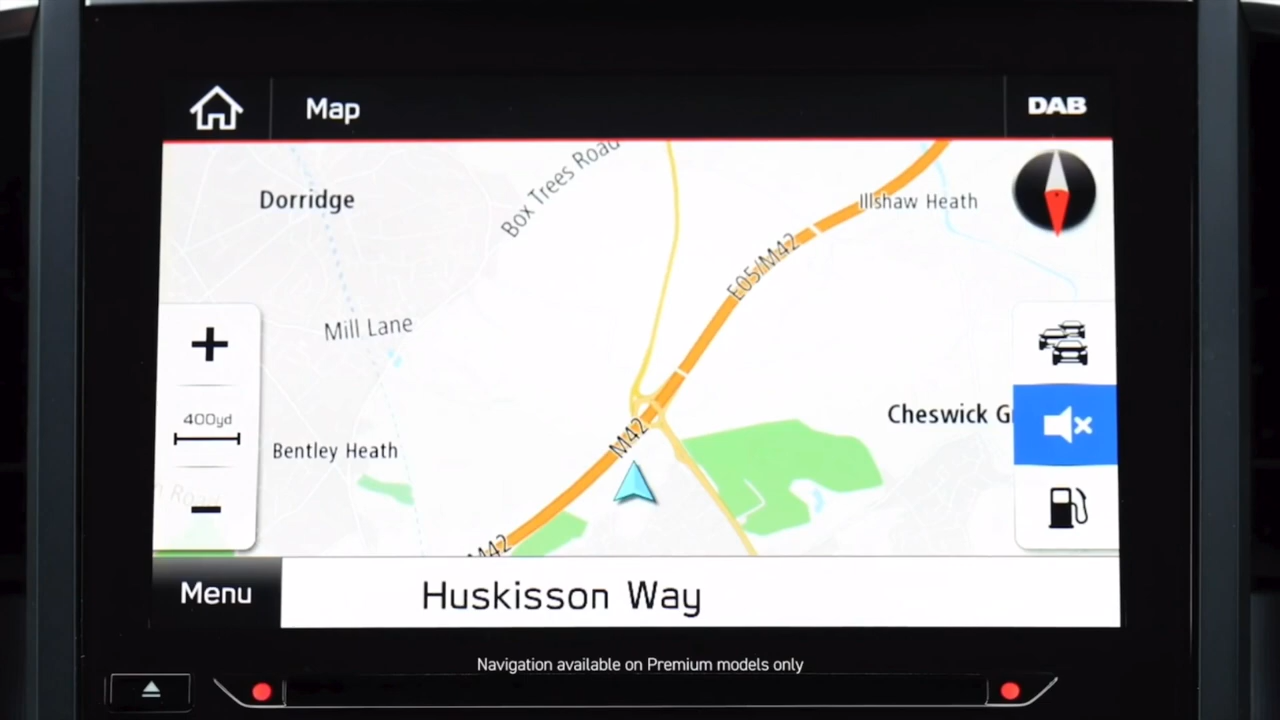 Map
DAB
Box Trees Road
Dorridge
Illshaw Heath
E05/M42
Mill Lane
400yd
Cheswick G
M42
Bentley Heath
Road
M42
Menu
Huskisson Way
Navigation available on Premium models only